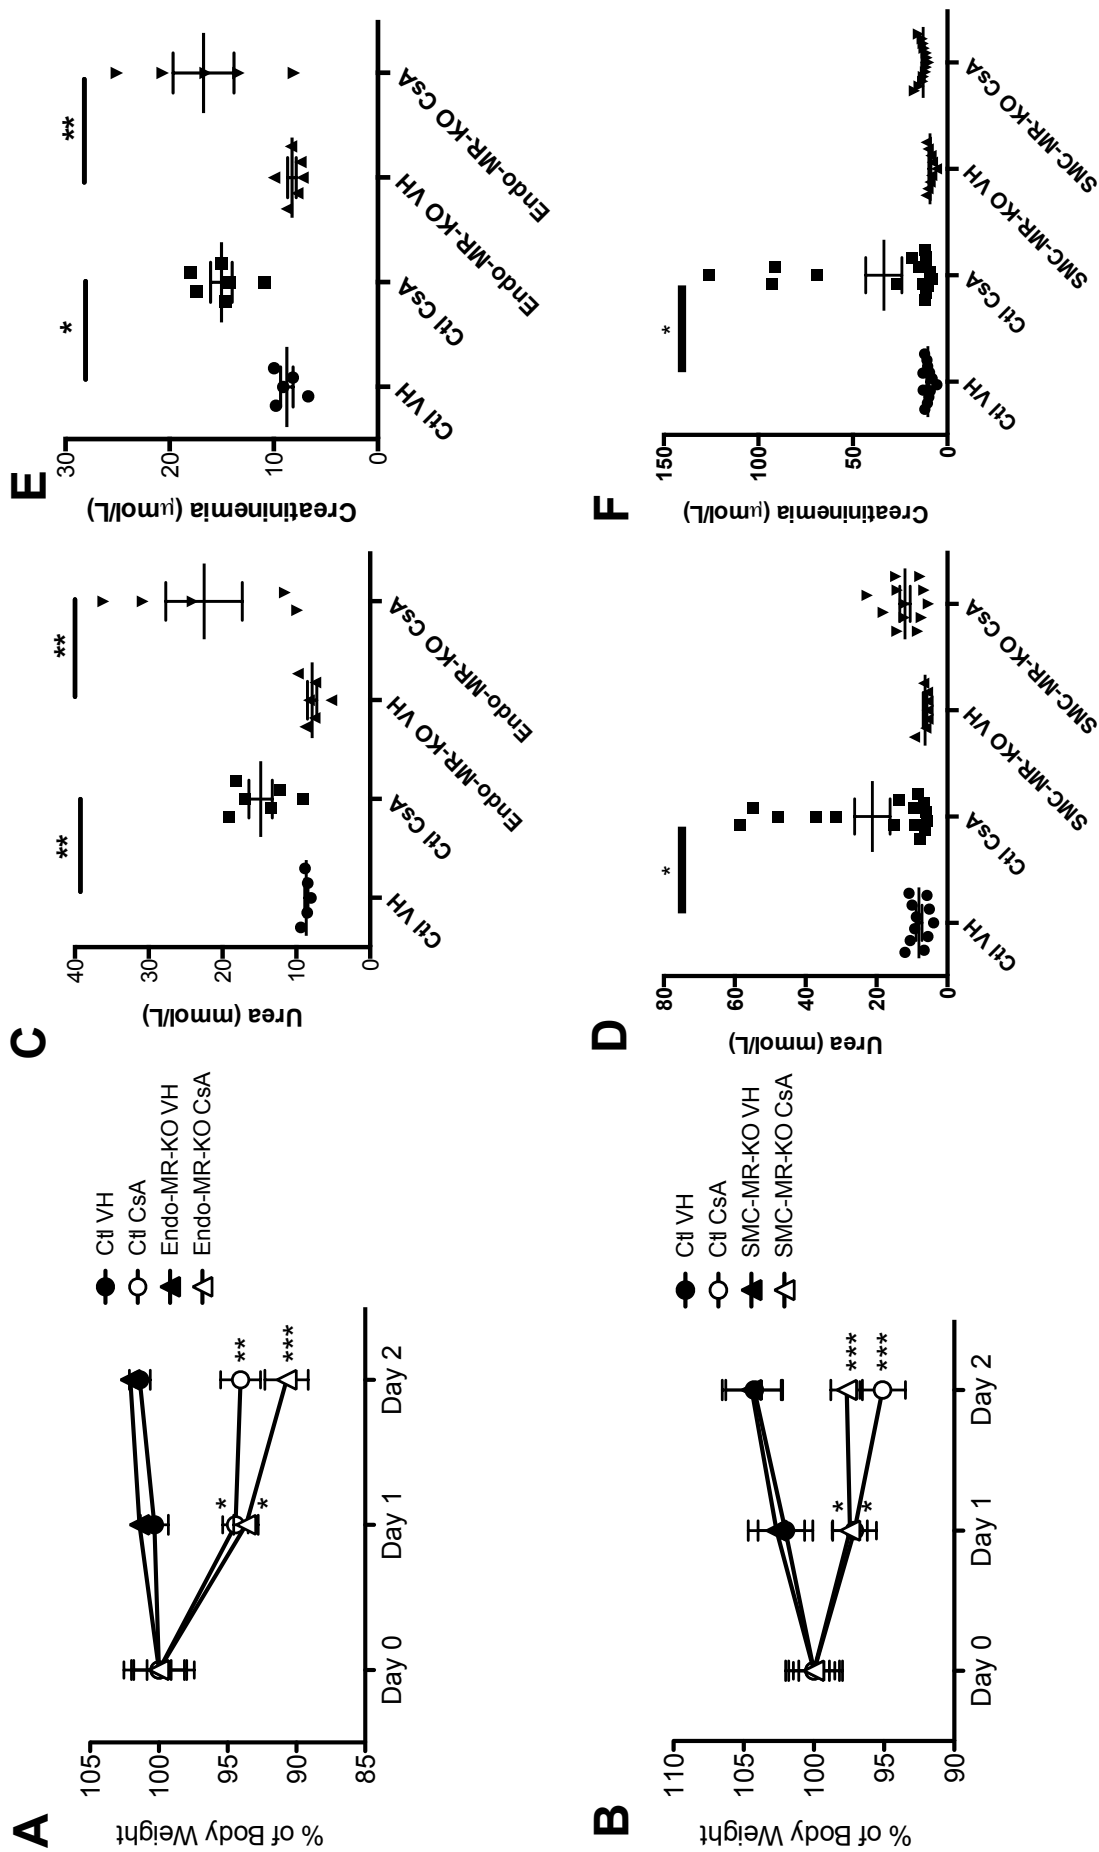 A
% of Body Weight
105
100
95
90
85
Day 0
Day 1
Day 2
*
*
**
***
Ctl VH
Ctl CsA
Endo-MR-KO VH
Endo-MR-KO CsA
C
Urea (mmol/L)
40
30
20
10
0
**
**
Ctl VH
Ctl CsA
Endo-MR-KO VH
Endo-MR-KO CsA
E
Creatininemia (μmol/L)
30
20
10
0
*
**
Ctl VH
Ctl CsA
Endo-MR-KO VH
Endo-MR-KO CsA
B
% of Body Weight
110
105
100
95
90
Day 0
Day 1
Day 2
*
*
***
***
Ctl VH
Ctl CsA
SMC-MR-KO VH
SMC-MR-KO CsA
D
Urea (mmol/L)
80
60
40
20
0
*
Ctl VH
Ctl CsA
SMC-MR-KO VH
SMC-MR-KO CsA
F
Creatininemia (μmol/L)
150
100
50
0
*
Ctl VH
Ctl CsA
SMC-MR-KO VH
SMC-MR-KO CsA